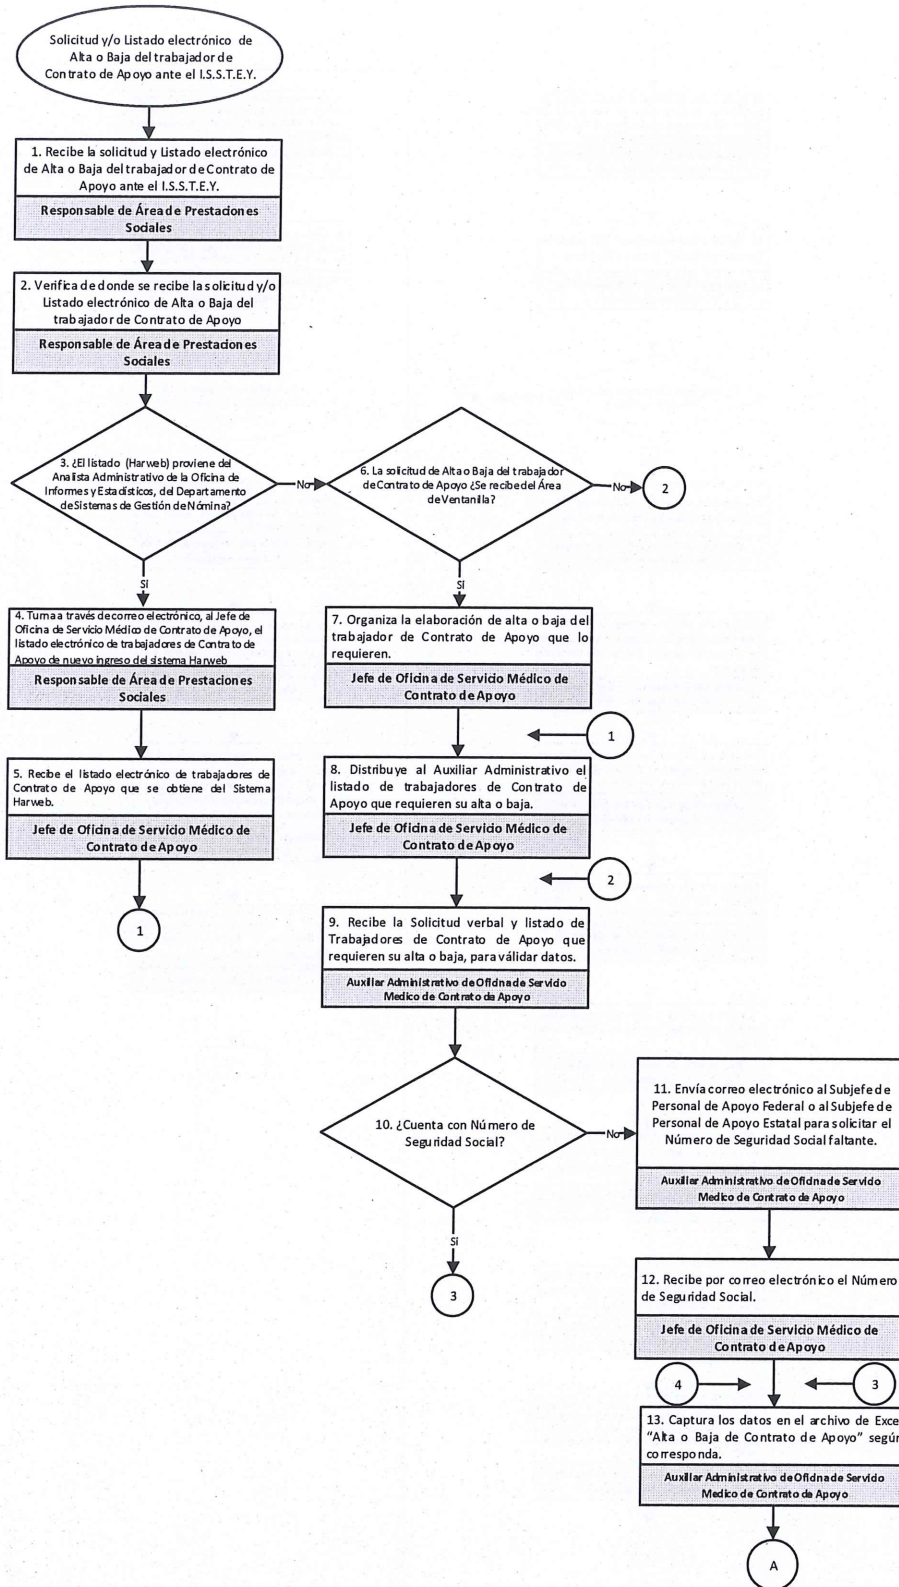 Solicitud y/o Listado electrónico de
Alta o Baja del trabajador de
Contrato de Apoyo ante el I.S.S.T.E.Y.
1. Recibe la solicitud y Listado electrónico
de Alta o Baja del trabajador de Contrato de
Apoyo ante el I.S.S.T.E.Y.
Responsable de Área de Prestaciones
Sociales
2. Verifica de donde se recibe la solicitud y/o
Listado electrónico de Alta o Baja del
trabajador de Contrato de Apoyo
Responsable de Área de Prestaciones
Sociales
3. ¿El listado (Harweb) proviene del
Analista Administrativo de la Oficina de
Informes y Estadísticos, del Departamento
de Sistemas de Gestión de Nómina?
No
6. La solicitud de Alta o Baja del trabajador
de Contrato de Apoyo ¿Se recibe del Área
de Ventanilla?
No
2
Sí
4. Turna a través de correo electrónico, al Jefe de
Oficina de Servicio Médico de Contrato de Apoyo, el
listado electrónico de trabajadores de Contrato de
Apoyo de nuevo ingreso del sistema Harweb
Responsable de Área de Prestaciones
Sociales
5. Recibe el listado electrónico de trabajadores de
Contrato de Apoyo que se obtiene del Sistema
Harweb.
Jefe de Oficina de Servicio Médico de
Contrato de Apoyo
1
Sí
7. Organiza la elaboración de alta o baja del
trabajador de Contrato de Apoyo que lo
requieren.
Jefe de Oficina de Servicio Médico de
Contrato de Apoyo
1
8. Distribuye al Auxiliar Administrativo el
listado de trabajadores de Contrato de
Apoyo que requieren su alta o baja.
Jefe de Oficina de Servicio Médico de
Contrato de Apoyo
2
9. Recibe la Solicitud verbal y listado de
Trabajadores de Contrato de Apoyo que
requieren su alta o baja, para válidar datos.
Auxiliar Administrativo de Oficina de Servicio
Medico de Contrato de Apoyo
10. ¿Cuenta con Número de
Seguridad Social?
No
Sí
3
11. Envía correo electrónico al Subjefe de
Personal de Apoyo Federal o al Subjefe de
Personal de Apoyo Estatal para solicitar el
Número de Seguridad Social faltante.
Auxiliar Administrativo de Oficina de Servicio
Medico de Contrato de Apoyo
12. Recibe por correo electrónico el Número
de Seguridad Social.
Jefe de Oficina de Servicio Médico de
Contrato de Apoyo
4
3
13. Captura los datos en el archivo de Exce
"Alta o Baja de Contrato de Apoyo" según
corresponda.
Auxiliar Administrativo de Oficina de Servicio
Medico de Contrato de Apoyo
A